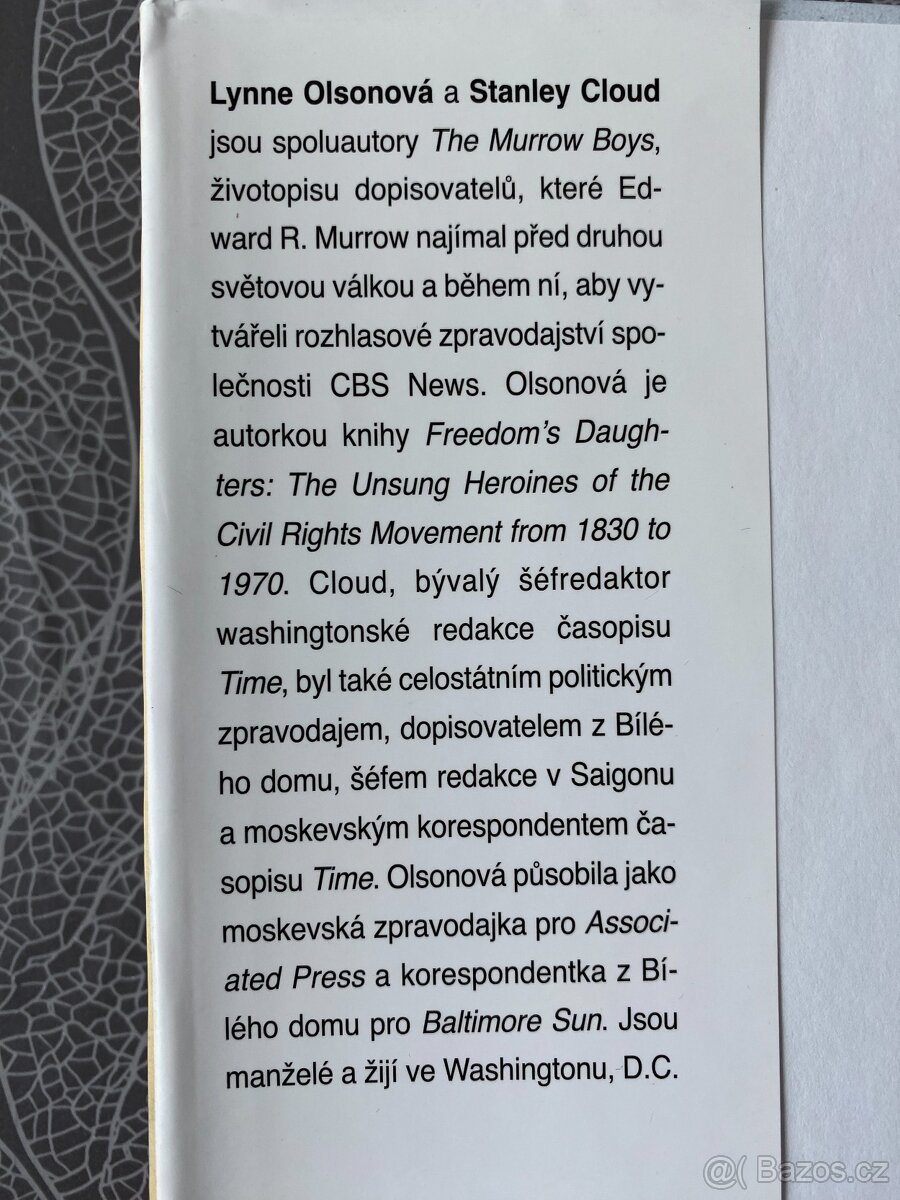 Lynne Olsonová a Stanley Cloud
jsou spoluautory The Murrow Boys,
životopisu dopisovatelů, které Ed-
ward R. Murrow najímal před druhou
světovou válkou a během ní, aby vy-
tvářeli rozhlasové zpravodajství spo-
lečnosti CBS News. Olsonová je
autorkou knihy Freedom’s Daugh-
ters: The Unsung Heroines of the
Civil Rights Movement from 1830 to
1970. Cloud, bývalý šéfredaktor
washingtonské redakce časopisu
Time, byl také celostátním politickým
zpravodajem, dopisovatelem z Bílé-
ho domu, šéfem redakce v Saigonu
a moskevským korespondentem ča-
sopisu Time. Olsonová působila jako
moskevská zpravodajka pro Associ-
ated Press a korespondentka z Bí-
lého domu pro Baltimore Sun. Jsou
manželé a žijí ve Washingtonu, D.C.
@( Bazos.cz